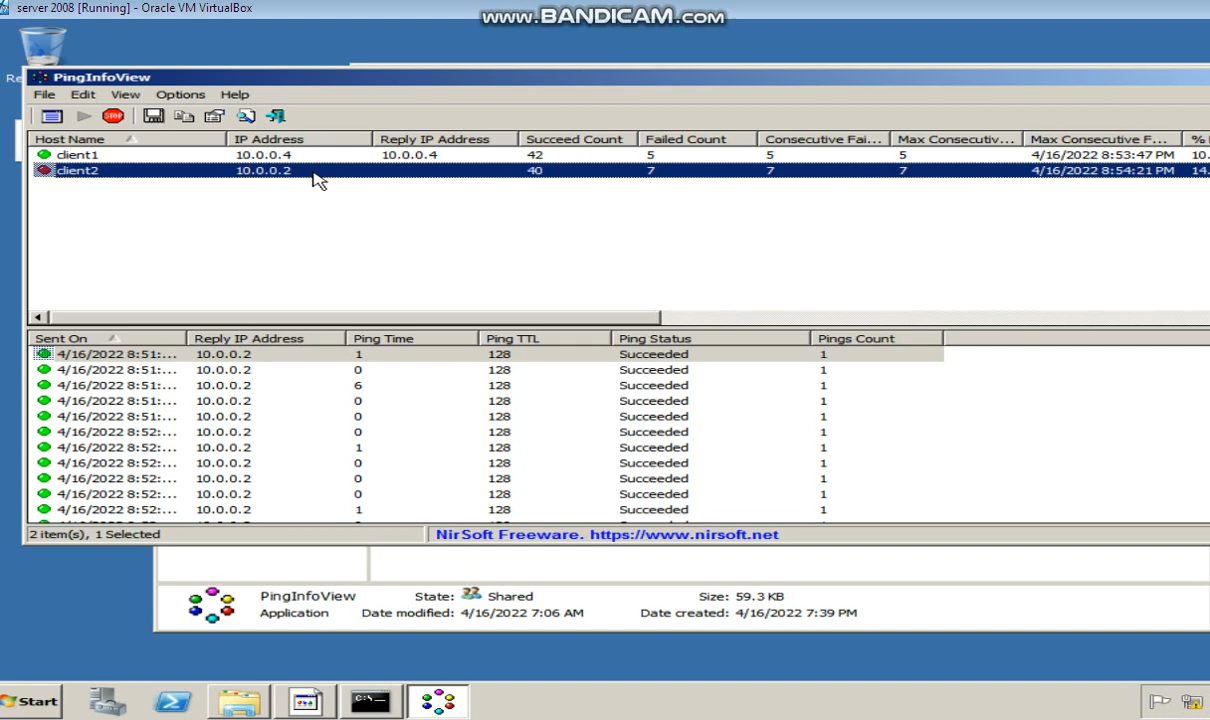 server 2008 [Running] - Oracle VM VirtualBox
www.BANDICAM.com
Re
PingInfoView
File Edit View Options Help
STOP
Host Name IP Address Reply IP Address Succeed Count Failed Count Consecutive Fai... Max Consecutiv... Max Consecutive F... %
client1 10.0.0.4 10.0.0.4 42 5 5 5 4/16/2022 8:53:47 PM 10.
client2 10.0.0.2 40 7 7 7 4/16/2022 8:54:21 PM 14.
Sent On Reply IP Address Ping Time Ping TTL Ping Status Pings Count
4/16/2022 8:51:... 10.0.0.2 1 128 Succeeded 1
4/16/2022 8:51:... 10.0.0.2 0 128 Succeeded 1
4/16/2022 8:51:... 10.0.0.2 6 128 Succeeded 1
4/16/2022 8:51:... 10.0.0.2 0 128 Succeeded 1
4/16/2022 8:51:... 10.0.0.2 0 128 Succeeded 1
4/16/2022 8:52:... 10.0.0.2 0 128 Succeeded 1
4/16/2022 8:52:... 10.0.0.2 1 128 Succeeded 1
4/16/2022 8:52:... 10.0.0.2 0 128 Succeeded 1
4/16/2022 8:52:... 10.0.0.2 0 128 Succeeded 1
4/16/2022 8:52:... 10.0.0.2 0 128 Succeeded 1
4/16/2022 8:52:... 10.0.0.2 1 128 Succeeded 1
2 item(s), 1 Selected NirSoft Freeware. https://www.nirsoft.net
PingInfoView State: Shared Size: 59.3 KB
Application Date modified: 4/16/2022 7:06 AM Date created: 4/16/2022 7:39 PM
Start